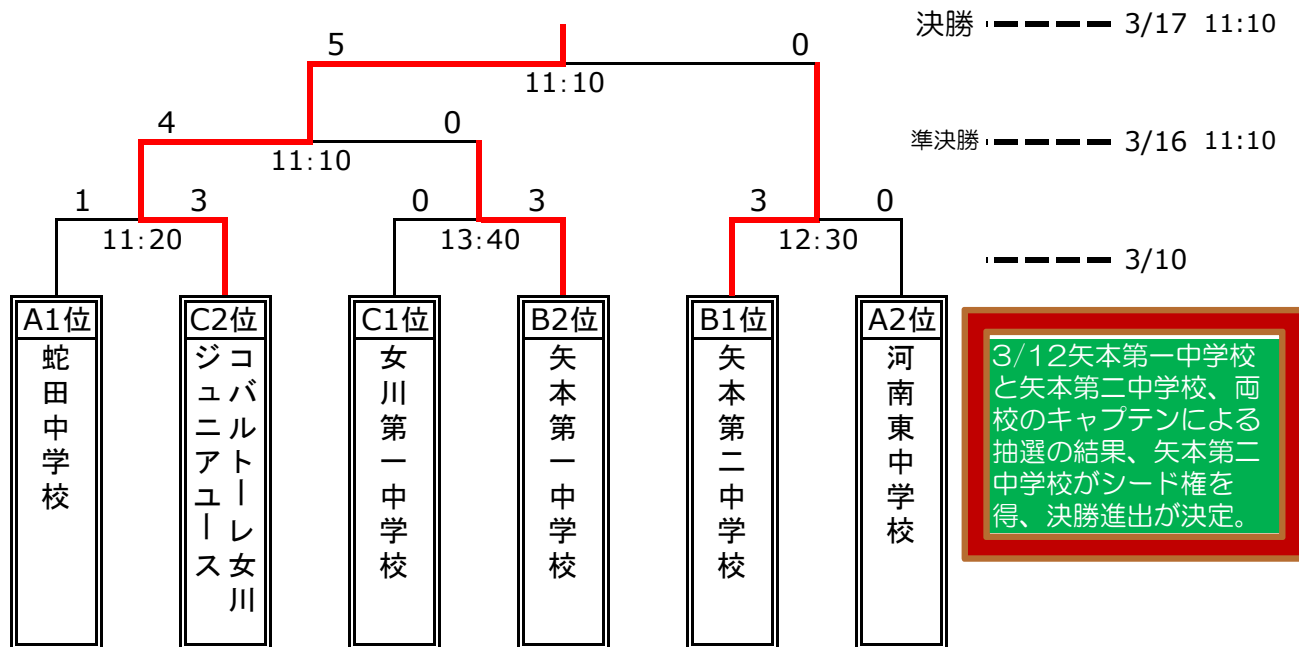 決勝 3/17 11:10
5 0
11:10
4 0
11:10
準決勝 3/16 11:10
1 3 0 3 3 0
11:20 13:40 12:30
3/10
A1位 C2位 C1位 B2位 B1位 A2位
蛇田中学校
コバルトーレ女川
ジュニアユース
女川第一中学校
矢本第一中学校
矢本第二中学校
河南東中学校
3/12矢本第一中学校
と矢本第二中学校、両
校のキャプテンによる
抽選の結果、矢本第二
中学校がシード権を
得、決勝進出が決定。